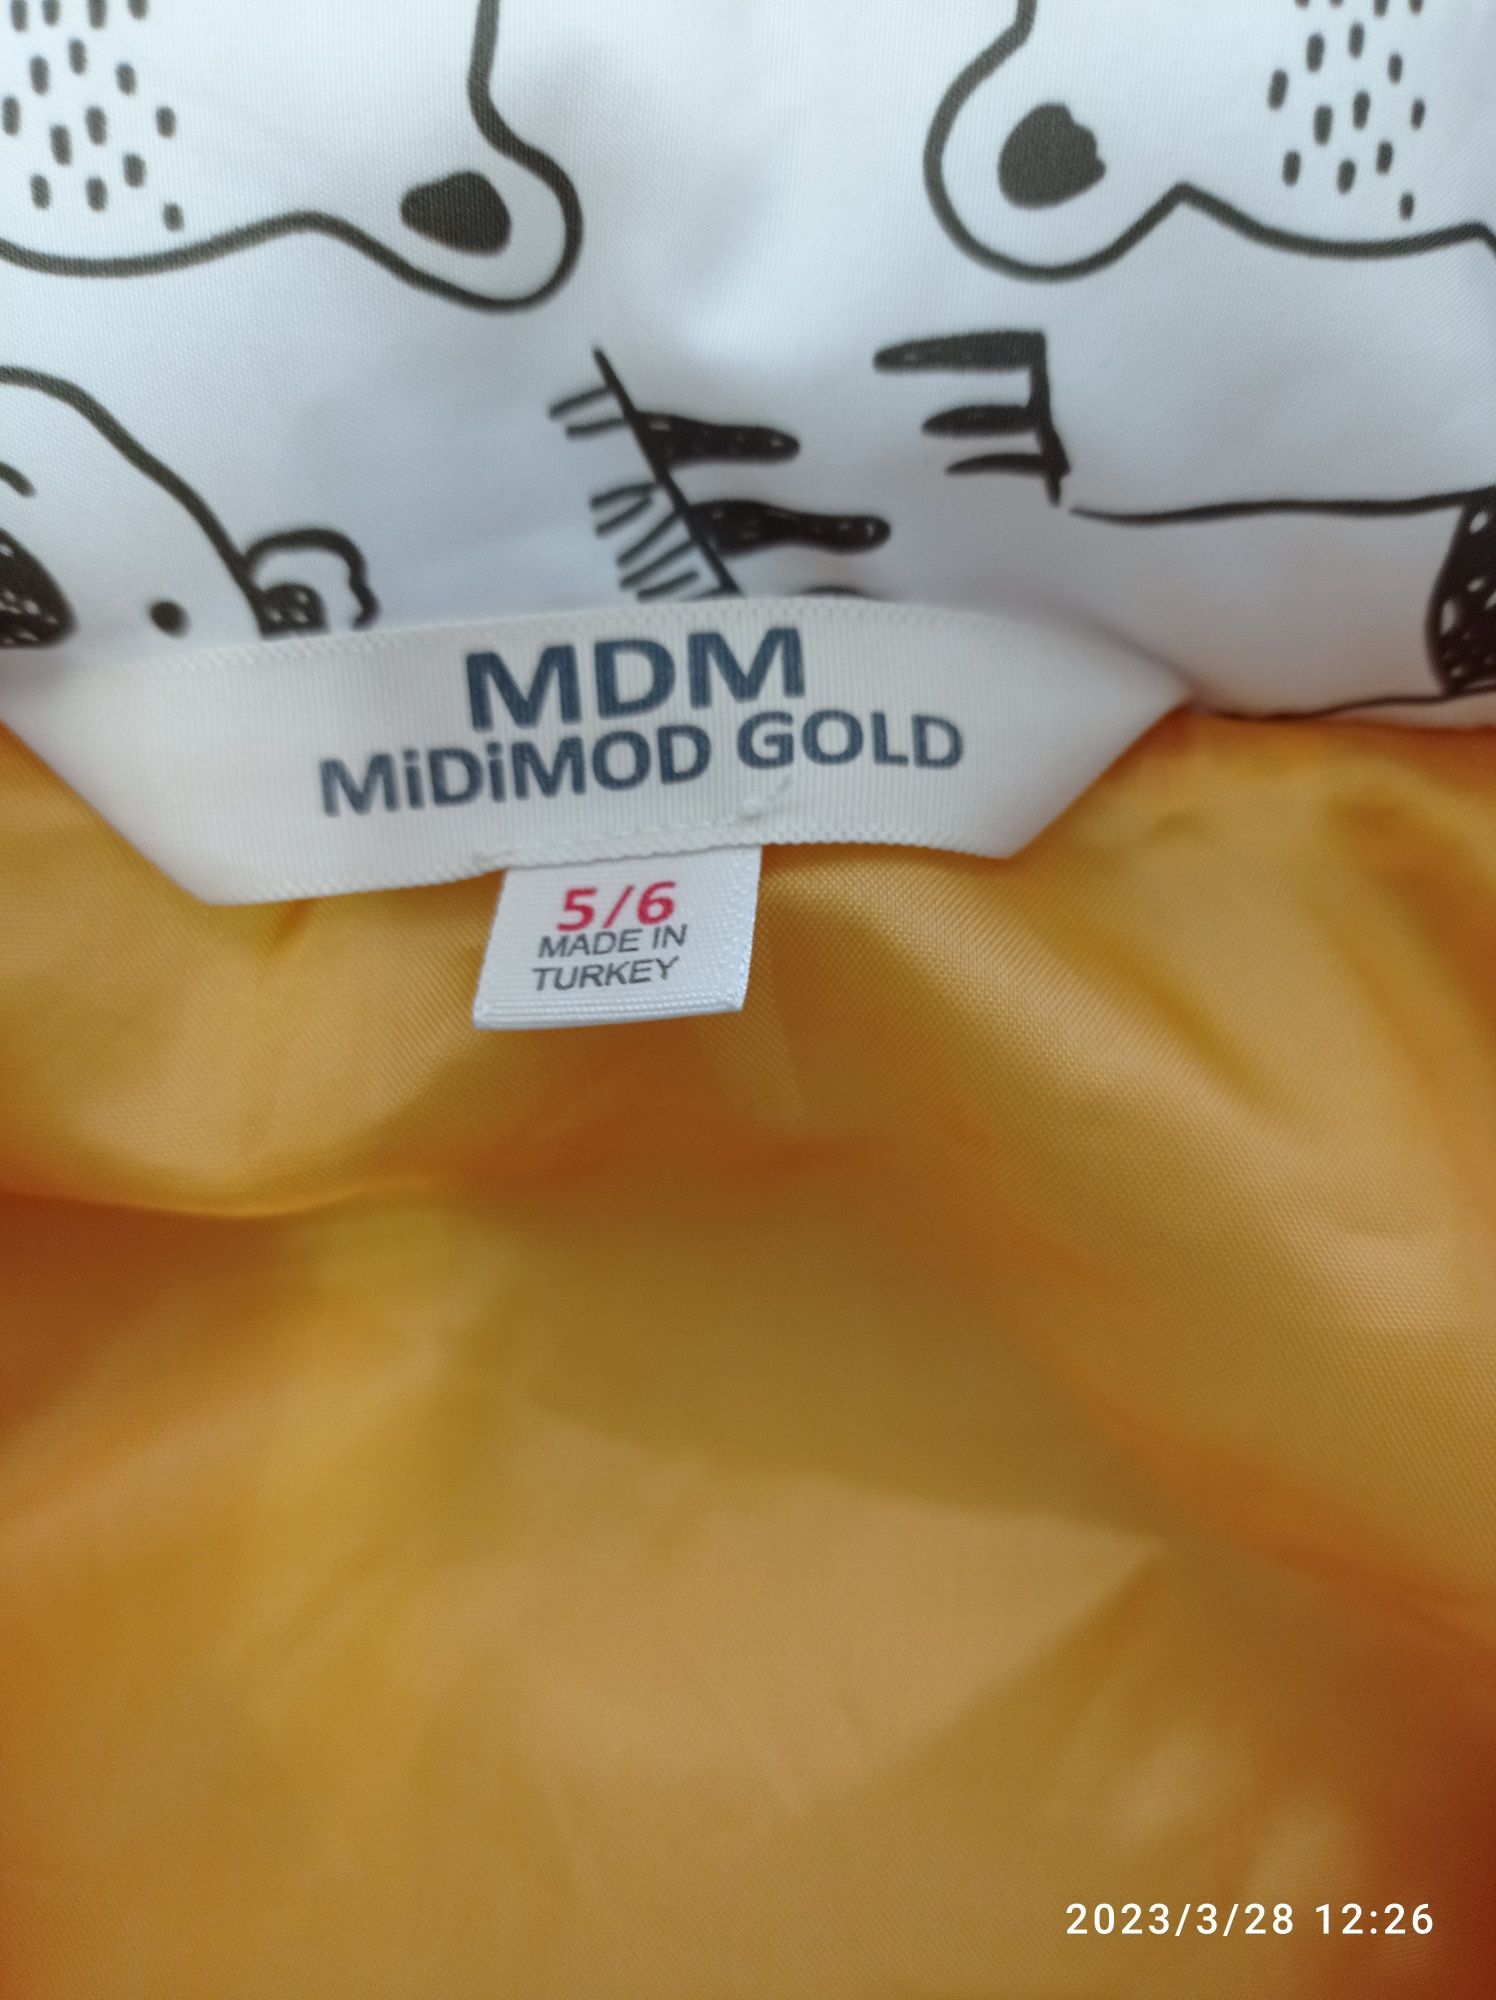 MDM
MiDiMOD GOLD
5/6
MADE IN
TURKEY
2023/3/28 12:26